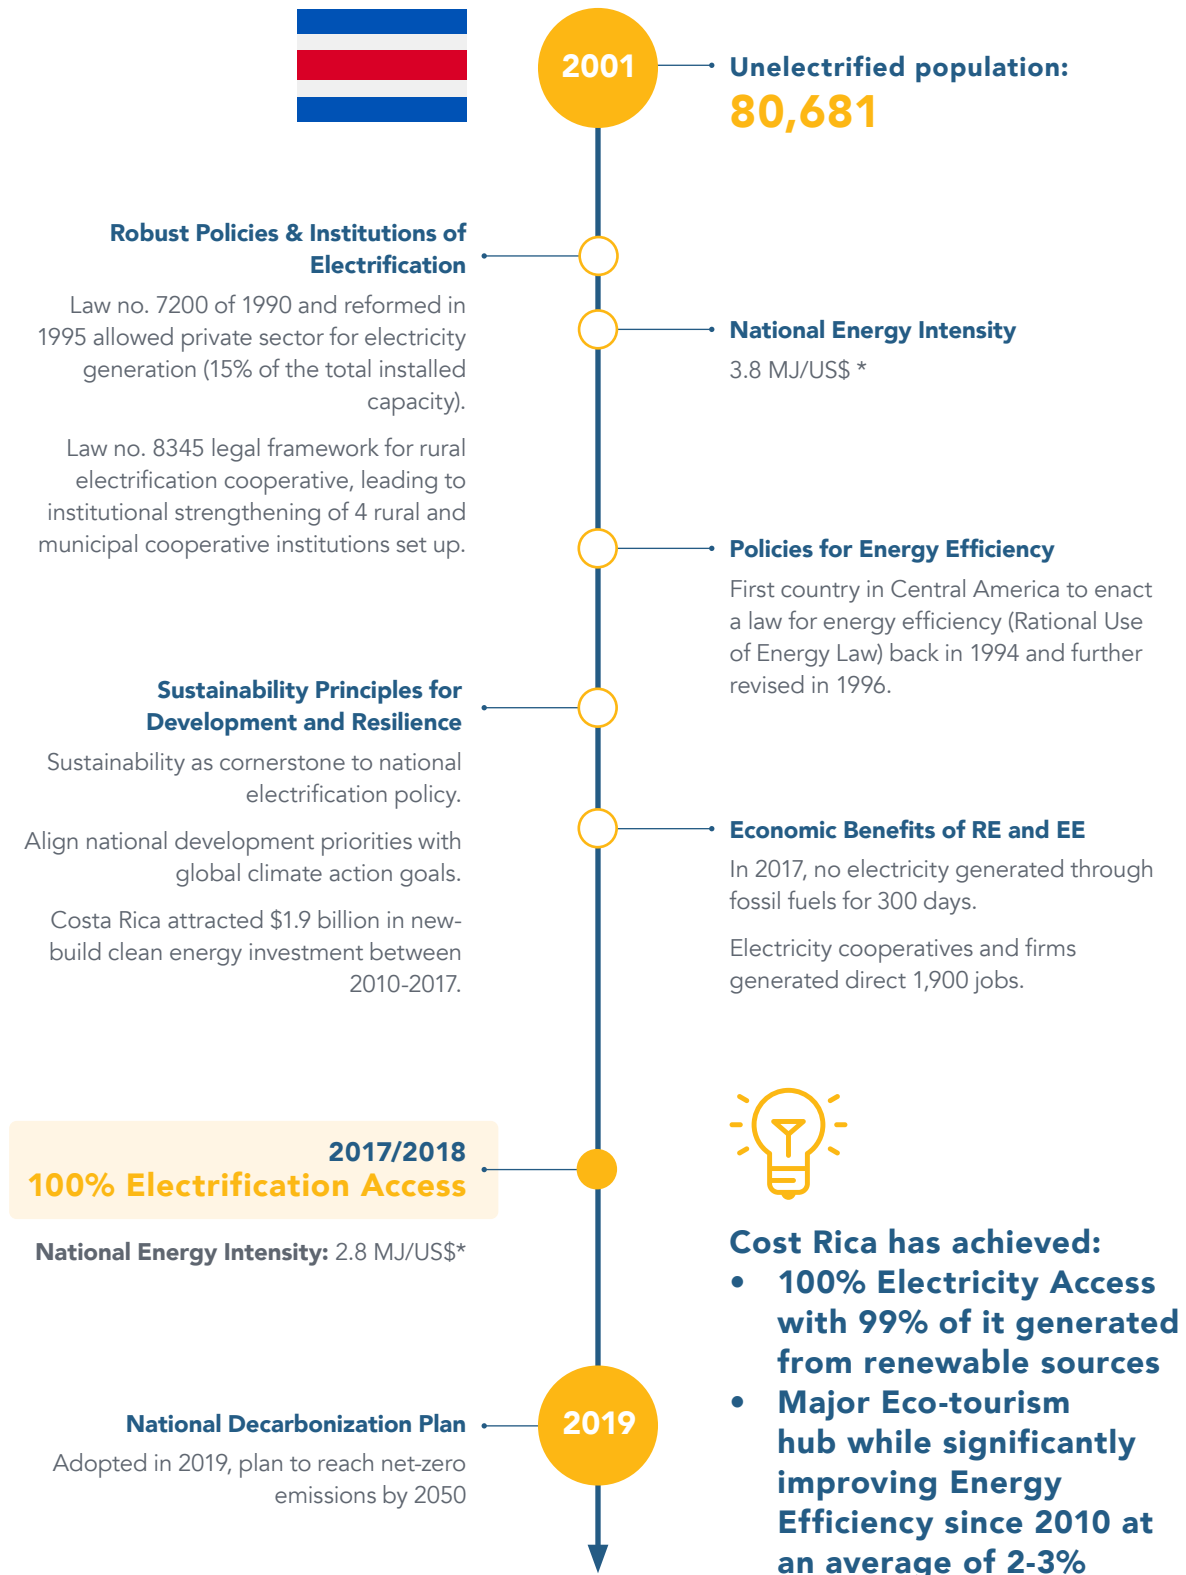 2001
Unelectrified population:
80,681
Robust Policies & Institutions of
Electrification
Law no. 7200 of 1990 and reformed in
1995 allowed private sector for electricity
generation (15% of the total installed
capacity).
Law no. 8345 legal framework for rural
electrification cooperative, leading to
institutional strengthening of 4 rural and
municipal cooperative institutions set up.
National Energy Intensity
3.8 MJ/US$ *
Policies for Energy Efficiency
First country in Central America to enact
a law for energy efficiency (Rational Use
of Energy Law) back in 1994 and further
revised in 1996.
Sustainability Principles for
Development and Resilience
Sustainability as cornerstone to national
electrification policy.
Align national development priorities with
global climate action goals.
Costa Rica attracted $1.9 billion in new-
build clean energy investment between
2010-2017.
Economic Benefits of RE and EE
In 2017, no electricity generated through
fossil fuels for 300 days.
Electricity cooperatives and firms
generated direct 1,900 jobs.
2017/2018
100% Electrification Access
National Energy Intensity: 2.8 MJ/US$*
Cost Rica has achieved:
• 100% Electricity Access
with 99% of it generated
from renewable sources
• Major Eco-tourism
hub while significantly
improving Energy
Efficiency since 2010 at
an average of 2-3%
2019
National Decarbonization Plan
Adopted in 2019, plan to reach net-zero
emissions by 2050